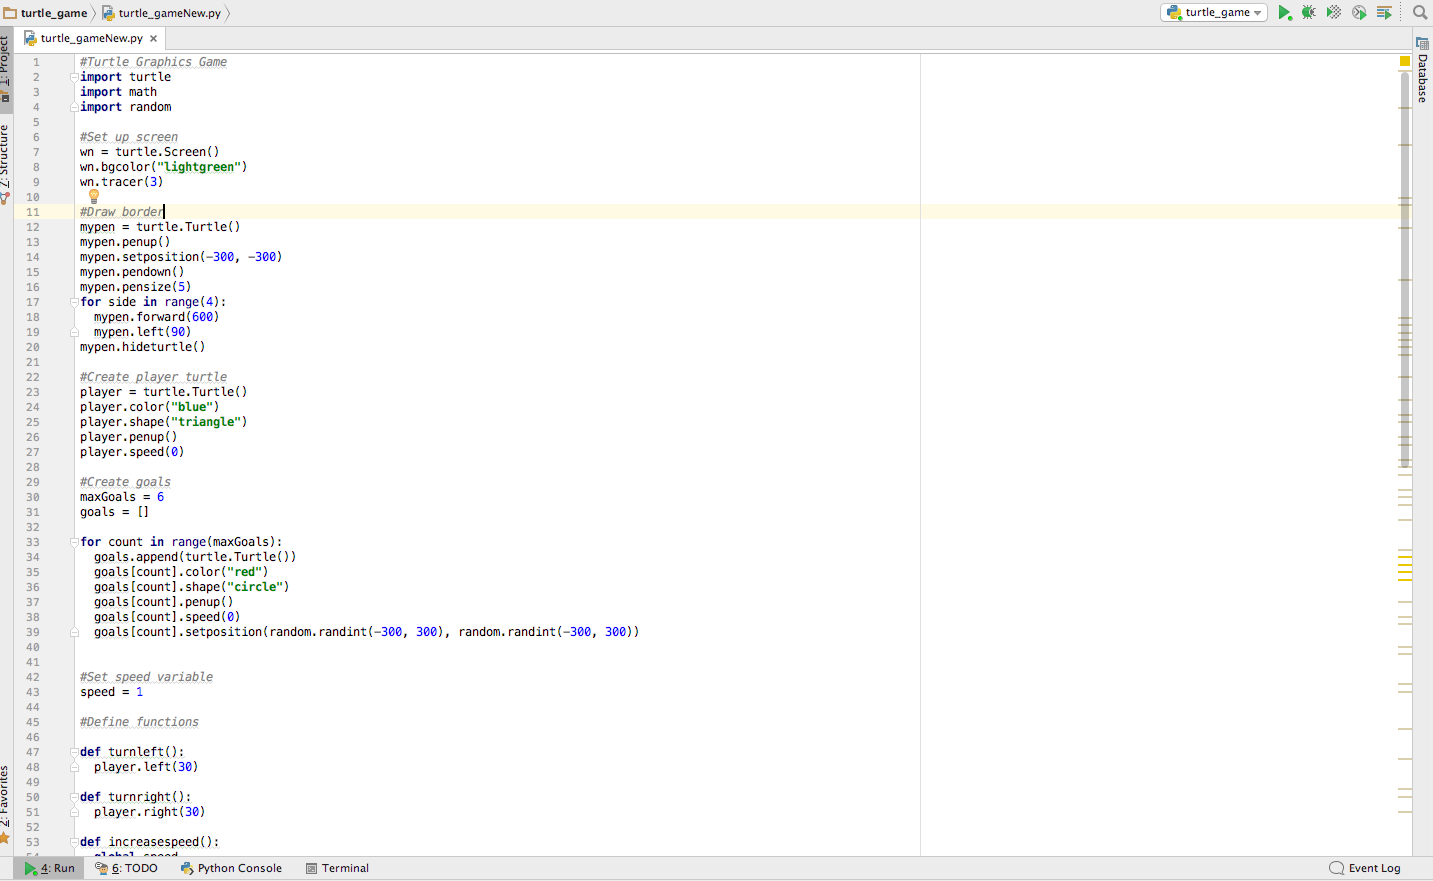 turtle_game turtle_gameNew.py turtle_game
turtle_gameNew.py ×
1: Project
7: Structure
2: Favorites
Database
1 #Turtle Graphics Game
2 import turtle
3 import math
4 import random
5
6 #Set up screen
7 wn = turtle.Screen()
8 wn.bgcolor("lightgreen")
9 wn.tracer(3)
10
11 #Draw border
12 mypen = turtle.Turtle()
13 mypen.penup()
14 mypen.setposition(-300, -300)
15 mypen.pendown()
16 mypen.pensize(5)
17 for side in range(4):
18   mypen.forward(600)
19   mypen.left(90)
20 mypen.hideturtle()
21
22 #Create player turtle
23 player = turtle.Turtle()
24 player.color("blue")
25 player.shape("triangle")
26 player.penup()
27 player.speed(0)
28
29 #Create goals
30 maxGoals = 6
31 goals = []
32
33 for count in range(maxGoals):
34   goals.append(turtle.Turtle())
35   goals[count].color("red")
36   goals[count].shape("circle")
37   goals[count].penup()
38   goals[count].speed(0)
39   goals[count].setposition(random.randint(-300, 300), random.randint(-300, 300))
40
41
42 #Set speed variable
43 speed = 1
44
45 #Define functions
46
47 def turnleft():
48   player.left(30)
49
50 def turnright():
51   player.right(30)
52
53 def increasespeed():
54   global speed
4: Run 6: TODO Python Console Terminal Event Log